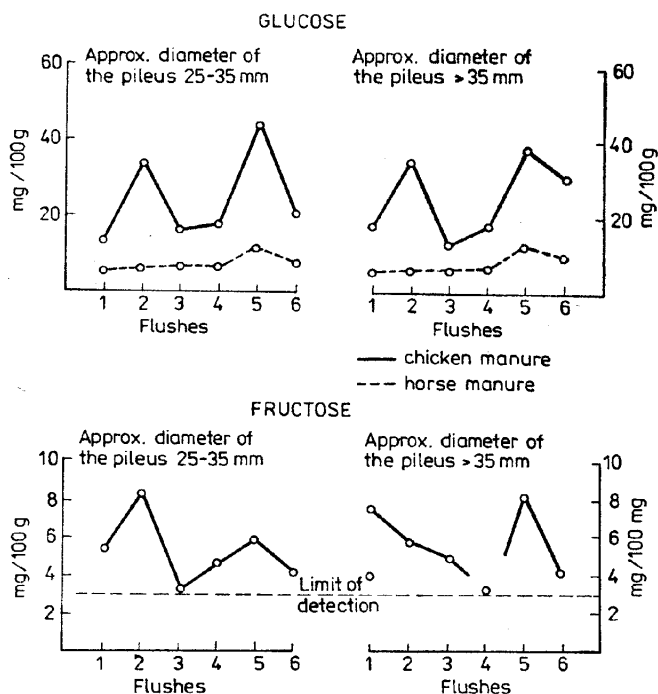 GLUCOSE
Approx. diameter of
the pileus 25-35 mm
60
40
20
mg/100g
1 2 3 4 5 6
Flushes
Approx. diameter of
the pileus > 35 mm
60
40
20
mg/100g
1 2 3 4 5 6
Flushes
chicken manure
horse manure
FRUCTOSE
Approx. diameter of
the pileus 25-35 mm
10
8
6
4
2
mg/100g
1 2 3 4 5 6
Flushes
Limit of
detection
Approx. diameter of
the pileus > 35 mm
10
8
6
4
2
mg/100 mg
1 2 3 4 5 6
Flushes